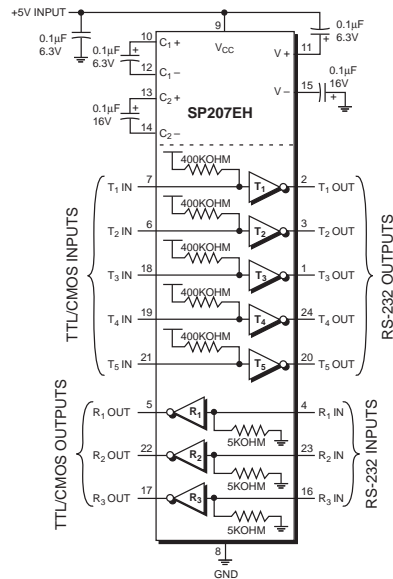 +5V INPUT
0.1µF
6.3V
0.1µF
6.3V
10
C1 +
12
C1 –
13
C2 +
0.1µF
16V
14
C2 –
9
VCC
V +
11
0.1µF
6.3V
V –
15
0.1µF
16V
SP207EH
TTL/CMOS INPUTS
400KOHM
T1 IN
7
T1
2
T1 OUT
400KOHM
T2 IN
6
T2
3
T2 OUT
400KOHM
T3 IN
18
T3
1
T3 OUT
400KOHM
T4 IN
19
T4
24
T4 OUT
400KOHM
T5 IN
21
T5
20
T5 OUT
RS-232 OUTPUTS
TTL/CMOS OUTPUTS
R1 OUT
5
R1
4
R1 IN
5KOHM
R2 OUT
22
R2
23
R2 IN
5KOHM
R3 OUT
17
R3
16
R3 IN
5KOHM
RS-232 INPUTS
8
GND